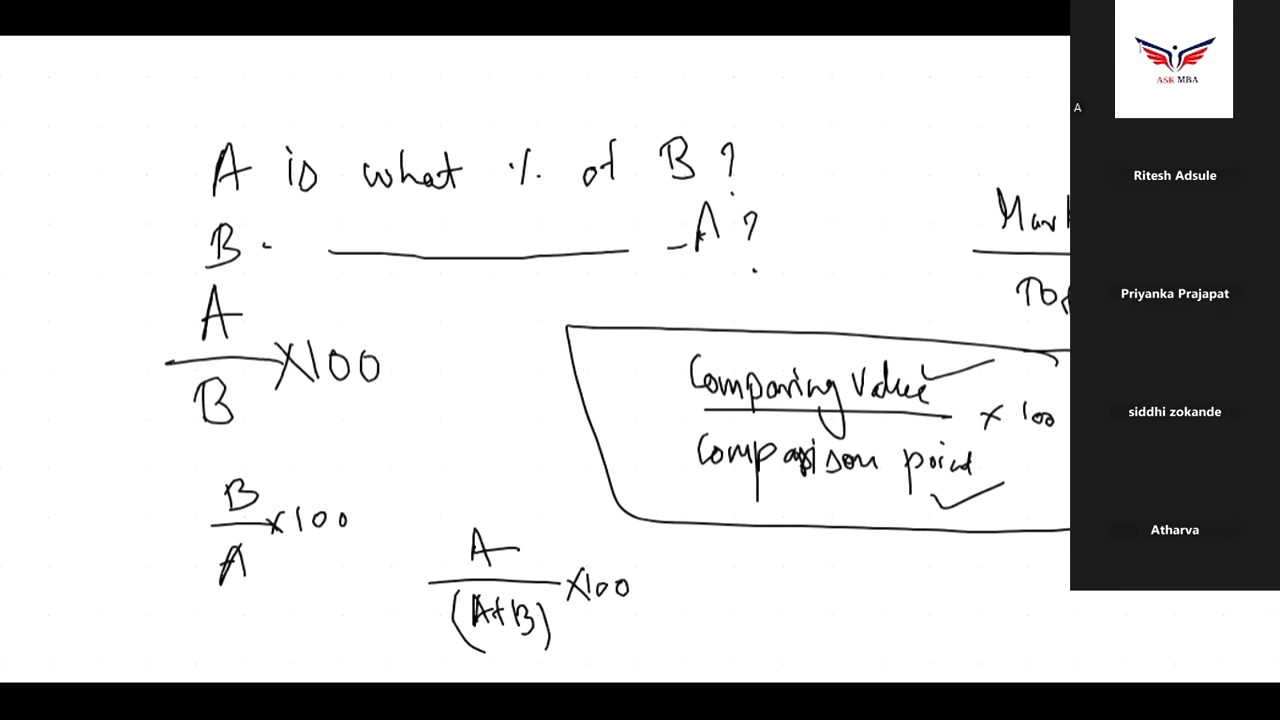 A is what % of B?
B - A?
A
B
×100
B
A
×100
A
(A+B)
×100
Comparing value
Comparison point
× 100
ASK MBA
A
Ritesh Adsule
Priyanka Prajapat
siddhi zokande
Atharva